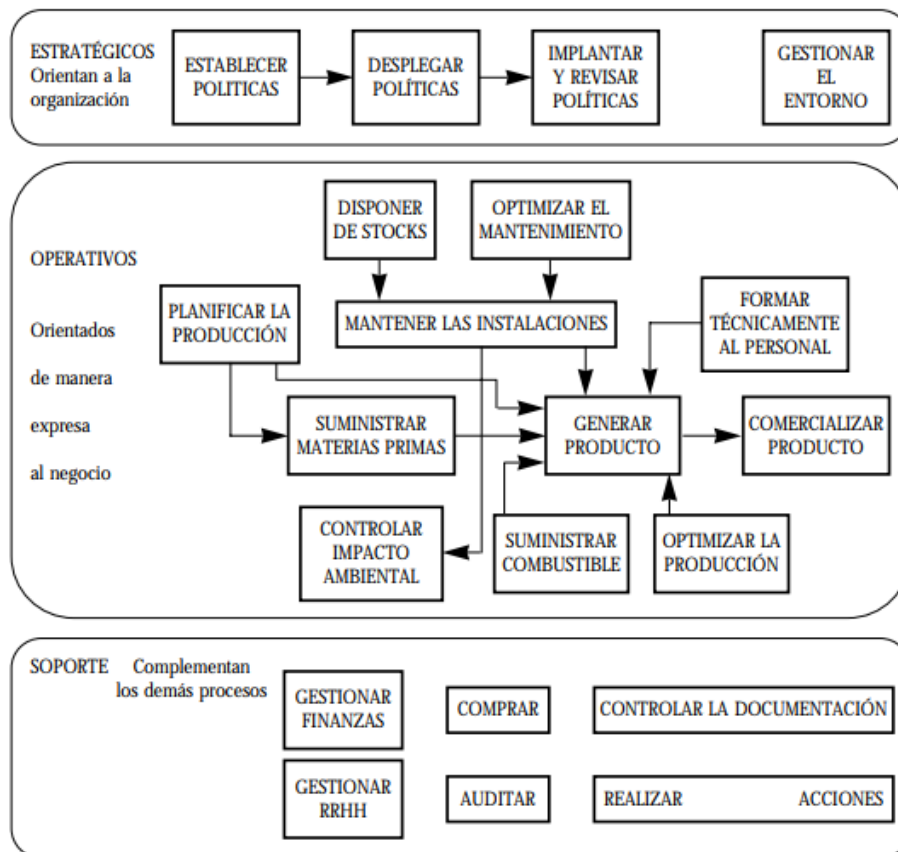 ESTRATÉGICOS
Orientan a la
organización
ESTABLECER
POLITICAS
DESPLEGAR
POLÍTICAS
IMPLANTAR
Y REVISAR
POLÍTICAS
GESTIONAR
EL
ENTORNO
OPERATIVOS
Orientados
de manera
expresa
al negocio
DISPONER
DE STOCKS
OPTIMIZAR EL
MANTENIMIENTO
PLANIFICAR LA
PRODUCCIÓN
MANTENER LAS INSTALACIONES
FORMAR
TÉCNICAMENTE
AL PERSONAL
SUMINISTRAR
MATERIAS PRIMAS
GENERAR
PRODUCTO
COMERCIALIZAR
PRODUCTO
CONTROLAR
IMPACTO
AMBIENTAL
SUMINISTRAR
COMBUSTIBLE
OPTIMIZAR LA
PRODUCCIÓN
SOPORTE Complementan
los demás procesos
GESTIONAR
FINANZAS
COMPRAR
CONTROLAR LA DOCUMENTACIÓN
GESTIONAR
RRHH
AUDITAR
REALIZAR ACCIONES